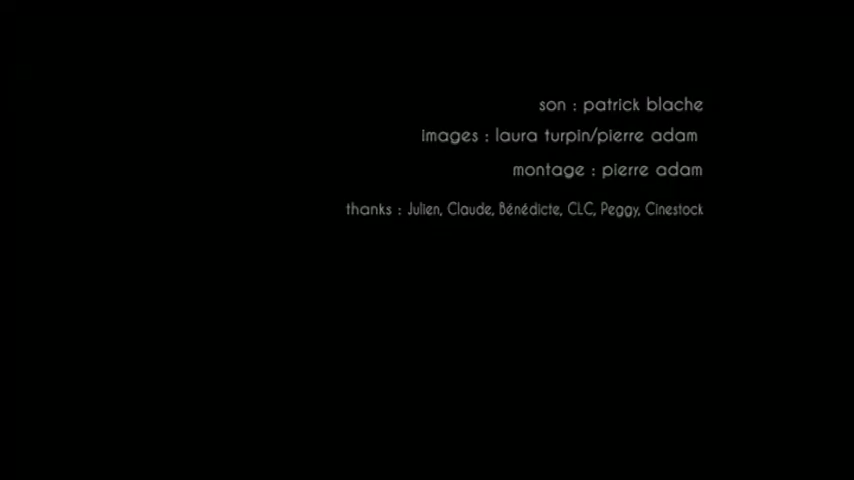 son : patrick blache
images : laura turpin/pierre adam
montage : pierre adam
thanks : Julien, Claude, Bénédicte, CLC, Peggy, Cinestock